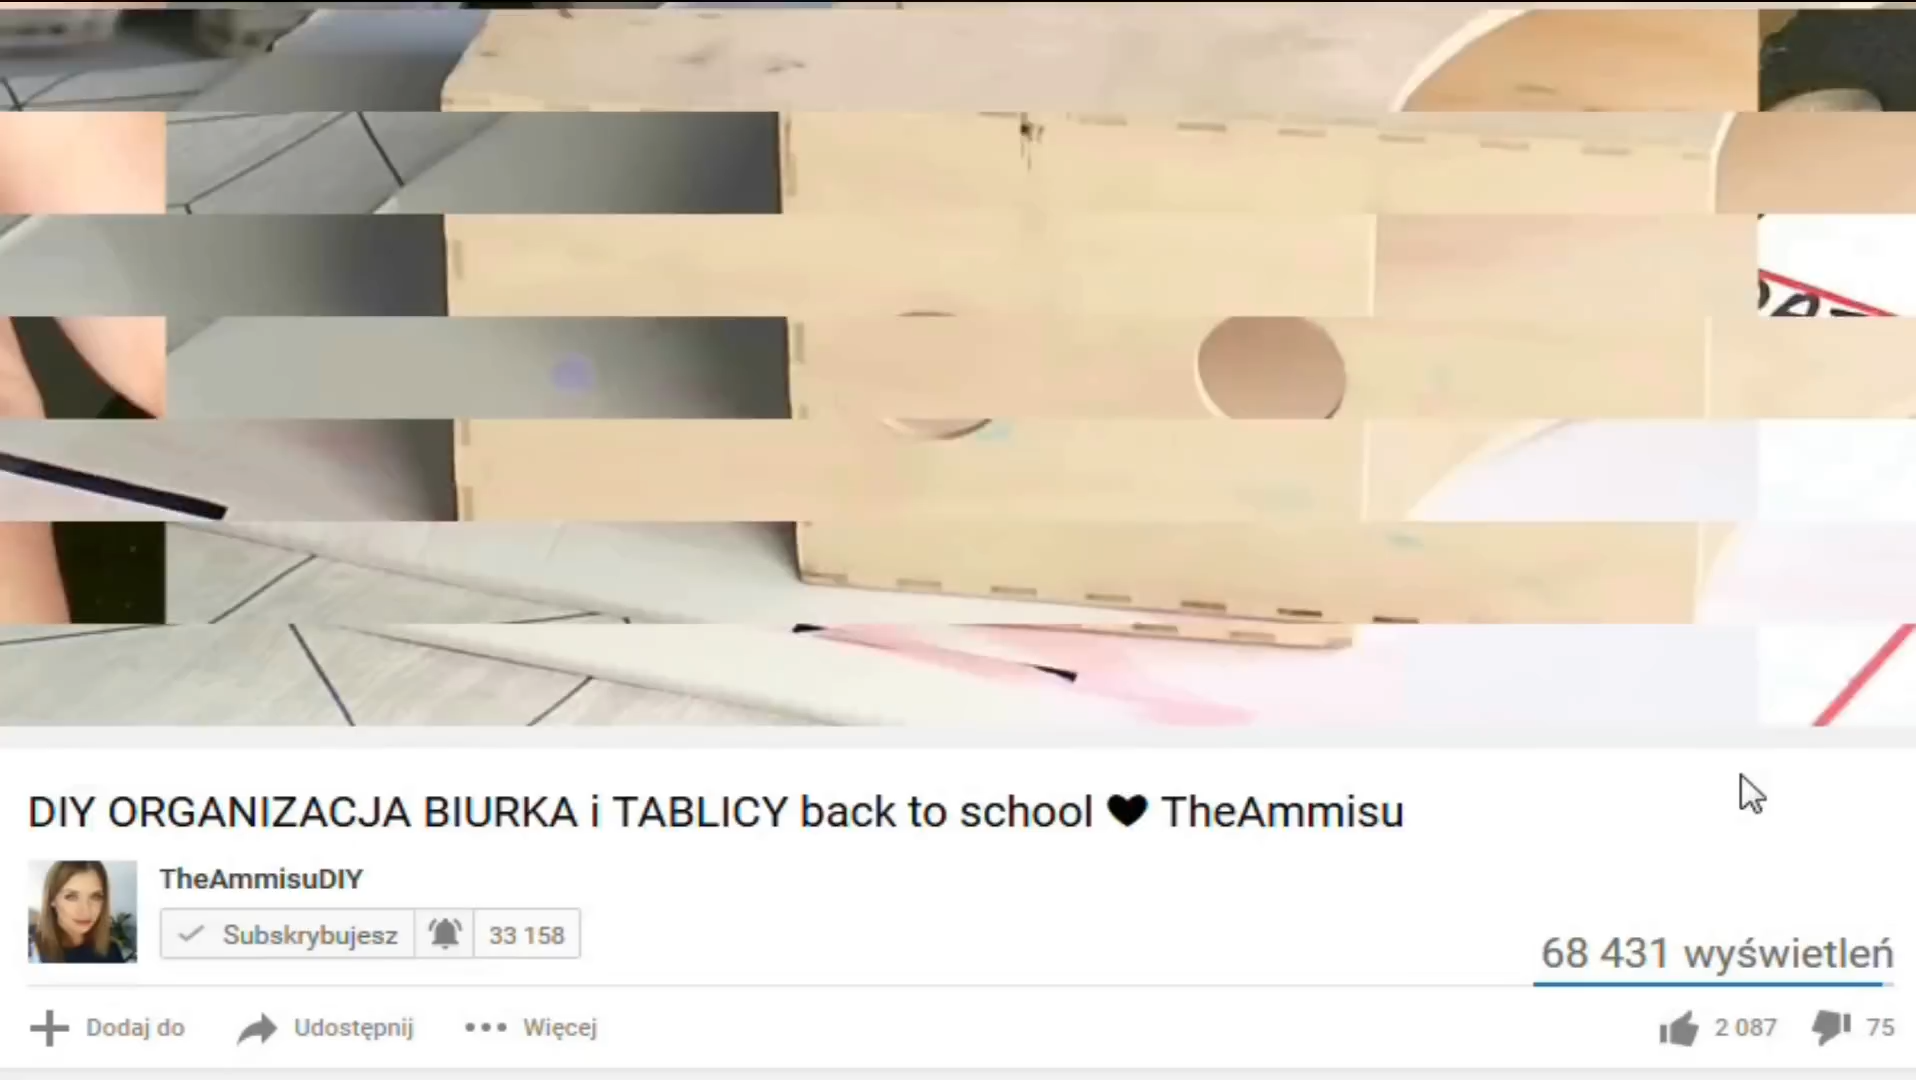 DIY ORGANIZACJA BIURKA i TABLICY back to school ♥ TheAmmisu
TheAmmisuDIY
Subskrybujesz 33 158
68 431 wyświetleń
Dodaj do Udostępnij Więcej 2 087 75